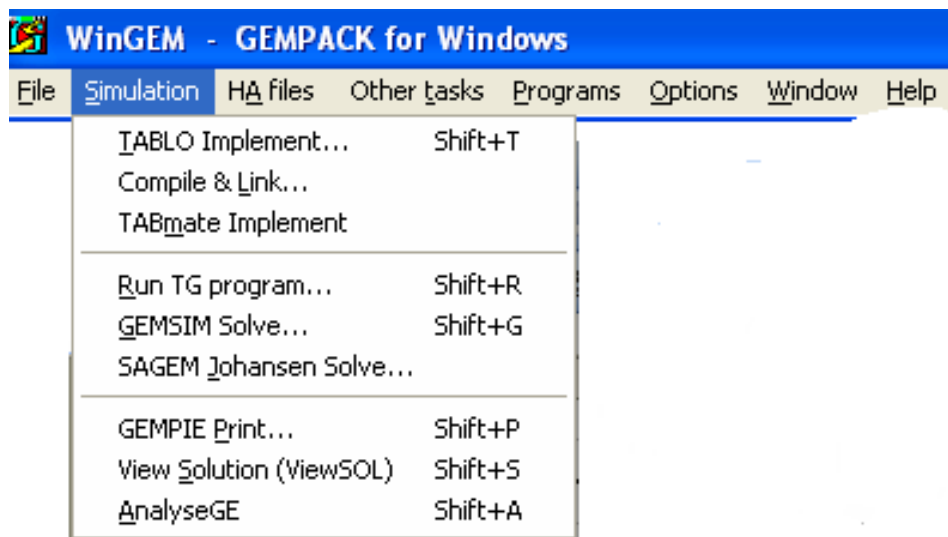 WinGEM - GEMPACK for Windows
File Simulation HA files Other tasks Programs Options Window Help
TABLO Implement... Shift+T
Compile & Link...
TABmate Implement
Run TG program... Shift+R
GEMSIM Solve... Shift+G
SAGEM Johansen Solve...
GEMPIE Print... Shift+P
View Solution (ViewSOL) Shift+S
AnalyseGE Shift+A